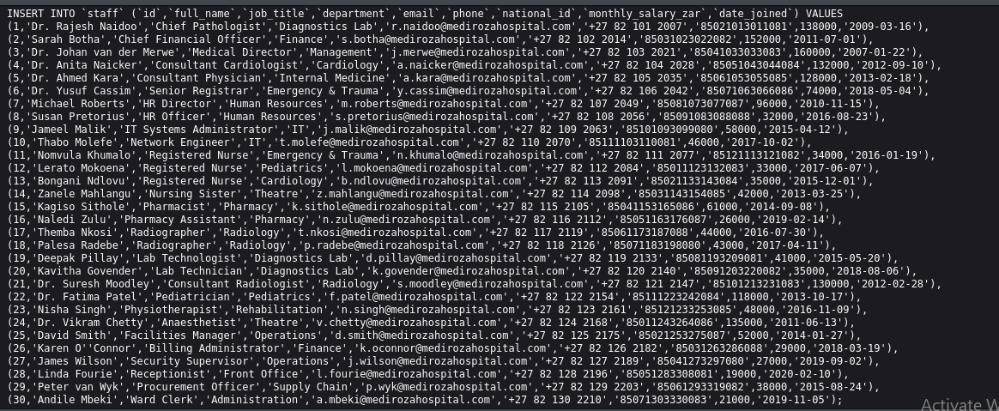 INSERT INTO `staff` (`id`,`full_name`,`job_title`,`department`,`email`,`phone`,`national_id`,`monthly_salary_zar`,`date_joined`) VALUES
(1,'Dr. Rajesh Naidoo','Chief Pathologist','Diagnostics Lab','r.naidoo@medirozahospital.com','+27 82 101 2007','85021013011081',138000,'2009-03-16'),
(2,'Sarah Botha','Chief Financial Officer','Finance','s.botha@medirozahospital.com','+27 82 102 2014','85031023022082',152000,'2011-07-01'),
(3,'Dr. Johan van der Merwe','Medical Director','Management','j.merwe@medirozahospital.com','+27 82 103 2021','85041033033083',160000,'2007-01-22'),
(4,'Dr. Anita Naicker','Consultant Cardiologist','Cardiology','a.naicker@medirozahospital.com','+27 82 104 2028','85051043044084',132000,'2012-09-10'),
(5,'Dr. Ahmed Kara','Consultant Physician','Internal Medicine','a.kara@medirozahospital.com','+27 82 105 2035','85061053055085',128000,'2013-02-18'),
(6,'Dr. Yusuf Cassim','Senior Registrar','Emergency & Trauma','y.cassim@medirozahospital.com','+27 82 106 2042','85071063066086',74000,'2018-05-04'),
(7,'Michael Roberts','HR Director','Human Resources','m.roberts@medirozahospital.com','+27 82 107 2049','85081073077087',96000,'2010-11-15'),
(8,'Susan Pretorius','HR Officer','Human Resources','s.pretorius@medirozahospital.com','+27 82 108 2056','85091083088088',32000,'2016-08-23'),
(9,'Jameel Malik','IT Systems Administrator','IT','j.malik@medirozahospital.com','+27 82 109 2063','85101093099080',58000,'2015-04-12'),
(10,'Thabo Molefe','Network Engineer','IT','t.molefe@medirozahospital.com','+27 82 110 2070','85111103110081',46000,'2017-10-02'),
(11,'Nomvula Khumalo','Registered Nurse','Emergency & Trauma','n.khumalo@medirozahospital.com','+27 82 111 2077','85121113121082',34000,'2016-01-19'),
(12,'Lerato Mokoena','Registered Nurse','Pediatrics','l.mokoena@medirozahospital.com','+27 82 112 2084','85011123132083',33000,'2017-06-07'),
(13,'Bongani Ndlovu','Registered Nurse','Cardiology','b.ndlovu@medirozahospital.com','+27 82 113 2091','85021133143084',35000,'2015-12-01'),
(14,'Zanele Mahlangu','Nursing Sister','Theatre','z.mahlangu@medirozahospital.com','+27 82 114 2098','85031143154085',42000,'2013-03-25'),
(15,'Kagiso Sithole','Pharmacist','Pharmacy','k.sithole@medirozahospital.com','+27 82 115 2105','85041153165086',61000,'2014-09-08'),
(16,'Naledi Zulu','Pharmacy Assistant','Pharmacy','n.zulu@medirozahospital.com','+27 82 116 2112','85051163176087',26000,'2019-02-14'),
(17,'Themba Nkosi','Radiographer','Radiology','t.nkosi@medirozahospital.com','+27 82 117 2119','85061173187088',44000,'2016-07-30'),
(18,'Palesa Radebe','Radiographer','Radiology','p.radebe@medirozahospital.com','+27 82 118 2126','85071183198080',43000,'2017-04-11'),
(19,'Deepak Pillay','Lab Technologist','Diagnostics Lab','d.pillay@medirozahospital.com','+27 82 119 2133','85081193209081',41000,'2015-05-20'),
(20,'Kavitha Govender','Lab Technician','Diagnostics Lab','k.govender@medirozahospital.com','+27 82 120 2140','85091203220082',35000,'2018-08-06'),
(21,'Dr. Suresh Moodley','Consultant Radiologist','Radiology','s.moodley@medirozahospital.com','+27 82 121 2147','85101213231083',130000,'2012-02-28'),
(22,'Dr. Fatima Patel','Pediatrician','Pediatrics','f.patel@medirozahospital.com','+27 82 122 2154','85111223242084',118000,'2013-10-17'),
(23,'Nisha Singh','Physiotherapist','Rehabilitation','n.singh@medirozahospital.com','+27 82 123 2161','85121233253085',48000,'2016-11-09'),
(24,'Dr. Vikram Chetty','Anaesthetist','Theatre','v.chetty@medirozahospital.com','+27 82 124 2168','85011243264086',135000,'2011-06-13'),
(25,'David Smith','Facilities Manager','Operations','d.smith@medirozahospital.com','+27 82 125 2175','85021253275087',52000,'2014-01-27'),
(26,'Karen O''Connor','Billing Administrator','Finance','k.oconnor@medirozahospital.com','+27 82 126 2182','85031263286088',29000,'2018-03-19'),
(27,'James Wilson','Security Supervisor','Operations','j.wilson@medirozahospital.com','+27 82 127 2189','85041273297080',27000,'2019-09-02'),
(28,'Linda Fourie','Receptionist','Front Office','l.fourie@medirozahospital.com','+27 82 128 2196','85051283308081',19000,'2020-02-10'),
(29,'Peter van Wyk','Procurement Officer','Supply Chain','p.wyk@medirozahospital.com','+27 82 129 2203','85061293319082',38000,'2015-08-24'),
(30,'Andile Mbeki','Ward Clerk','Administration','a.mbeki@medirozahospital.com','+27 82 130 2210','85071303330083',21000,'2019-11-05');
Activate W